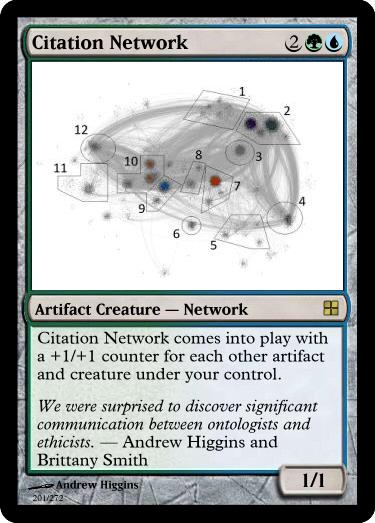 Citation Network 2
1
2
12
3
11
10
8
7
9
4
6
5
Artifact Creature — Network
Citation Network comes into play with
a +1/+1 counter for each other artifact
and creature under your control.
We were surprised to discover significant
communication between ontologists and
ethicists. — Andrew Higgins and
Brittany Smith
1/1
Andrew Higgins
201/272